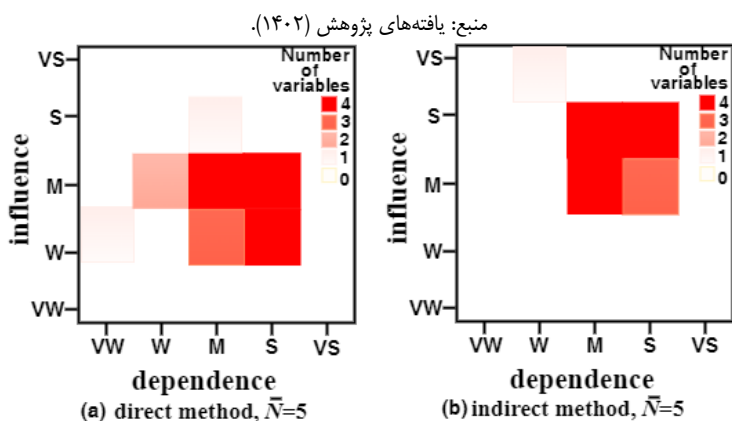 منبع: یافته‌های پژوهش (۱۴۰۲).
Number
of
variables
4
3
2
1
0
VS
S
M
W
VW
influence
VW W M S VS
dependence
(a) direct method, N̄=5
Number
of
variables
4
3
2
1
0
VS
S
M
W
VW
influence
VW W M S VS
dependence
(b) indirect method, N̄=5